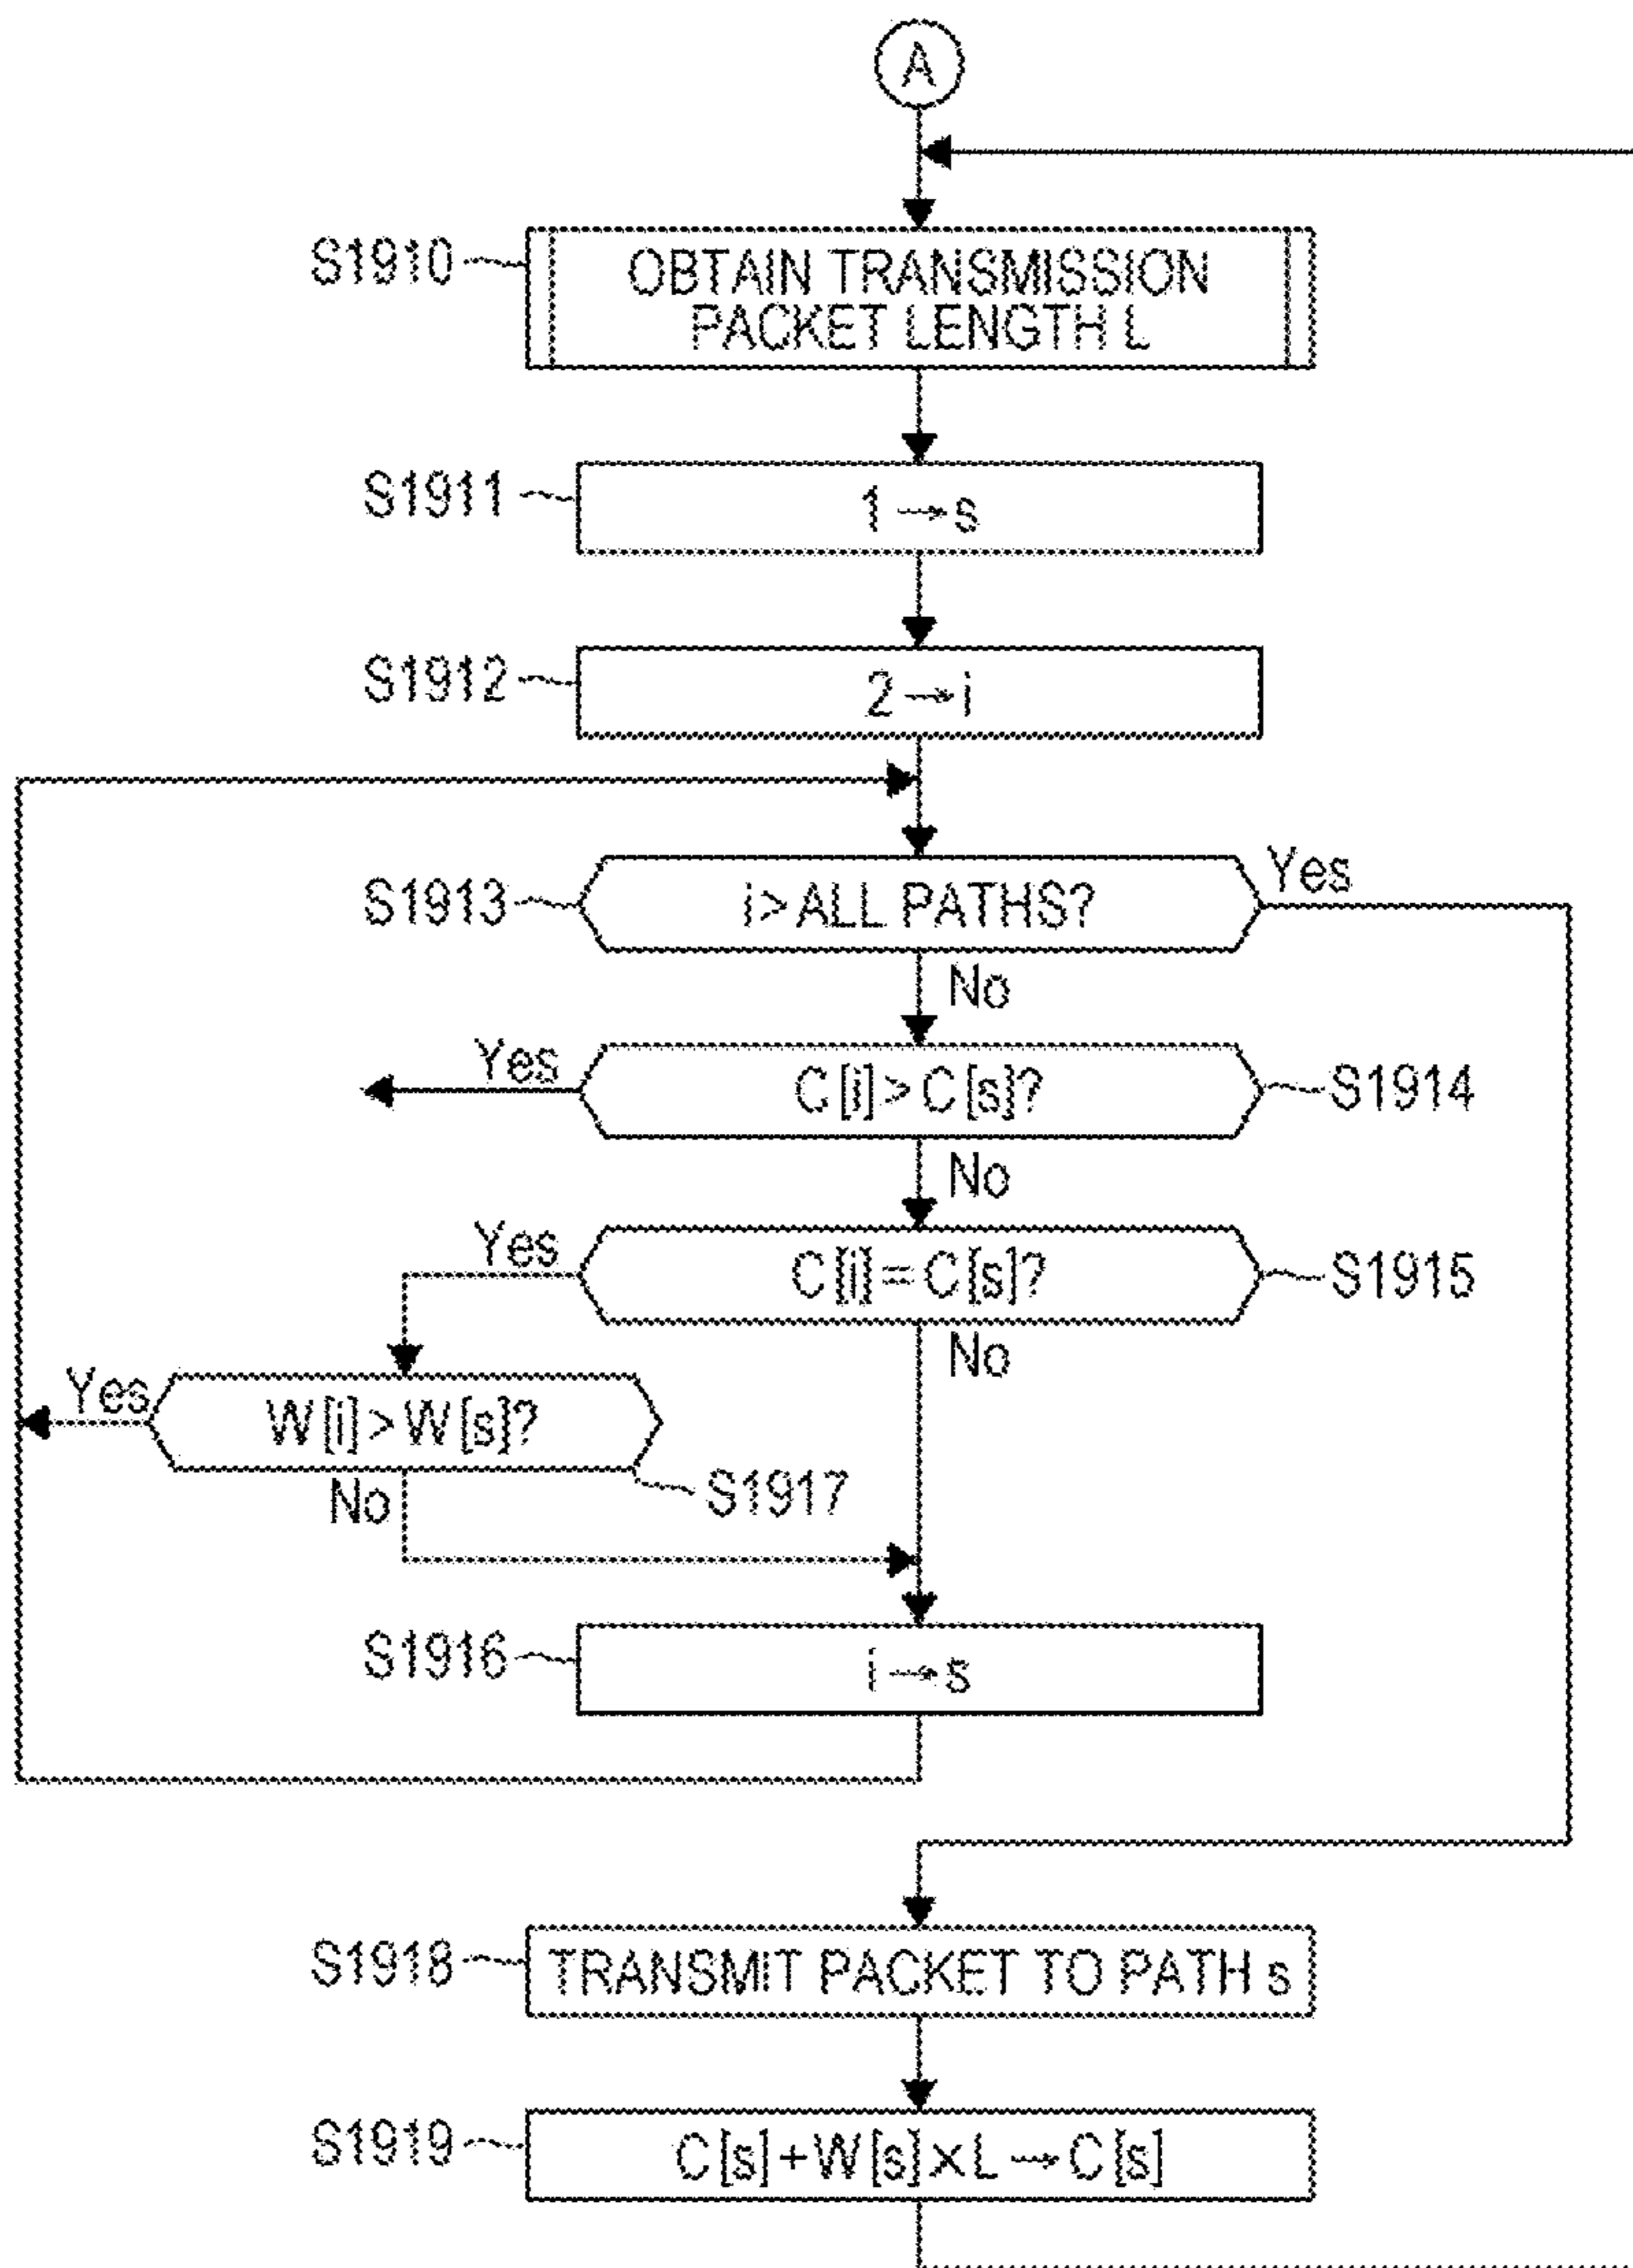 A
S1910
OBTAIN TRANSMISSION
PACKET LENGTH L
S1911
1→s
S1912
2→i
Yes
S1913
i>ALL PATHS?
No
Yes
C[i]>C[s]?
S1914
No
Yes
C[i]=C[s]?
S1915
No
Yes
W[i]>W[s]?
S1917
No
S1916
i→s
S1918
TRANSMIT PACKET TO PATH s
S1919
C[s]+W[s]×L→C[s]